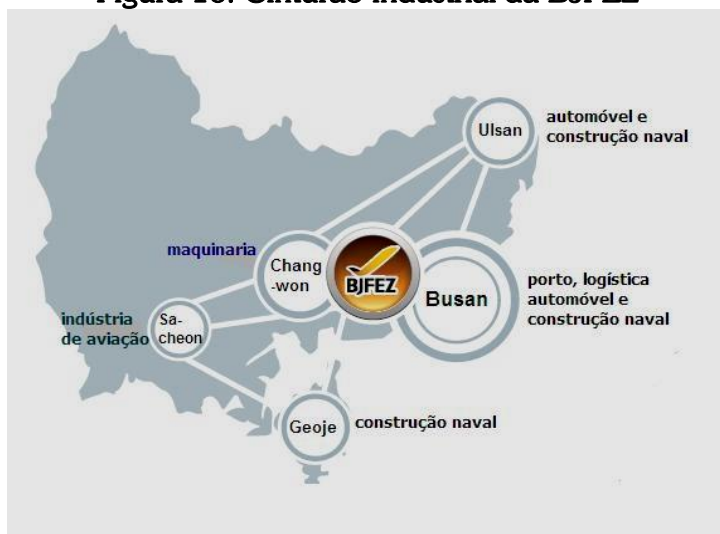 Figura 18: Cinturão industrial da BJFEZ
Ulsan
automóvel e
construção naval
maquinaria
Chang
-won
BJFEZ
Busan
porto, logística
automóvel e
construção naval
indústria
de aviação
Sa-
cheon
Geoje
construção naval